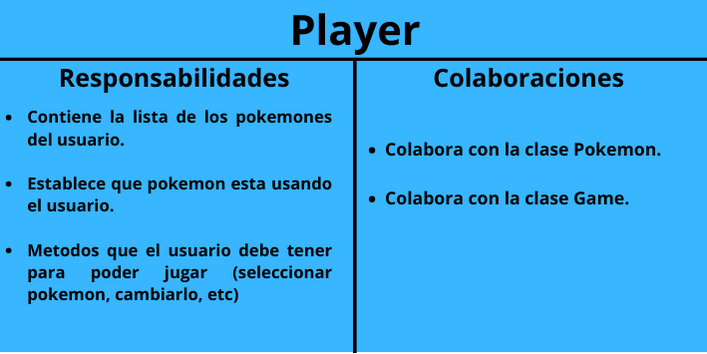 Player
Responsabilidades
Contiene la lista de los pokemones
del usuario.
Establece que pokemon esta usando
el usuario.
Metodos que el usuario debe tener
para poder jugar (seleccionar
pokemon, cambiarlo, etc)
Colaboraciones
Colabora con la clase Pokemon.
Colabora con la clase Game.